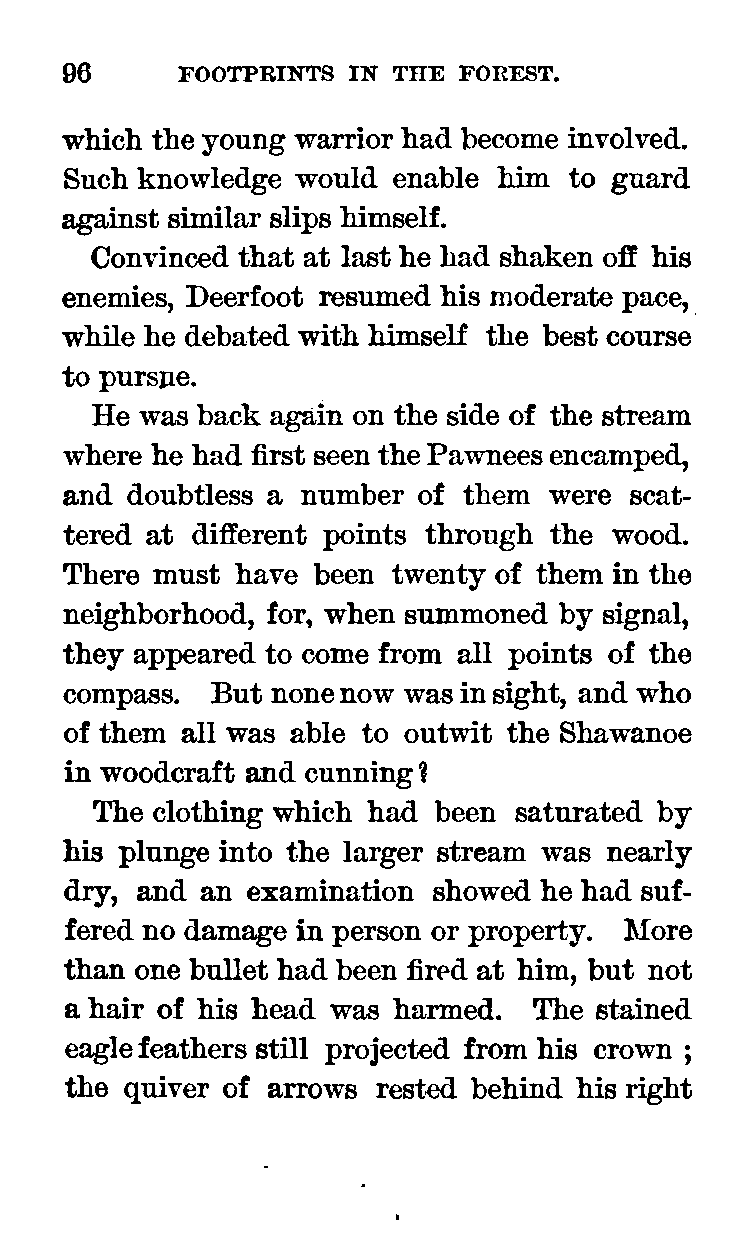 96 FOOTPRINTS IN THE FOREST.
which the young warrior had become involved.
Such knowledge would enable him to guard
against similar slips himself.
Convinced that at last he had shaken off his
enemies, Deerfoot resumed his moderate pace,
while he debated with himself the best course
to pursue.
He was back again on the side of the stream
where he had first seen the Pawnees encamped,
and doubtless a number of them were scat-
tered at different points through the wood.
There must have been twenty of them in the
neighborhood, for, when summoned by signal,
they appeared to come from all points of the
compass. But none now was in sight, and who
of them all was able to outwit the Shawanoe
in woodcraft and cunning?
The clothing which had been saturated by
his plunge into the larger stream was nearly
dry, and an examination showed he had suf-
fered no damage in person or property. More
than one bullet had been fired at him, but not
a hair of his head was harmed. The stained
eagle feathers still projected from his crown ;
the quiver of arrows rested behind his right